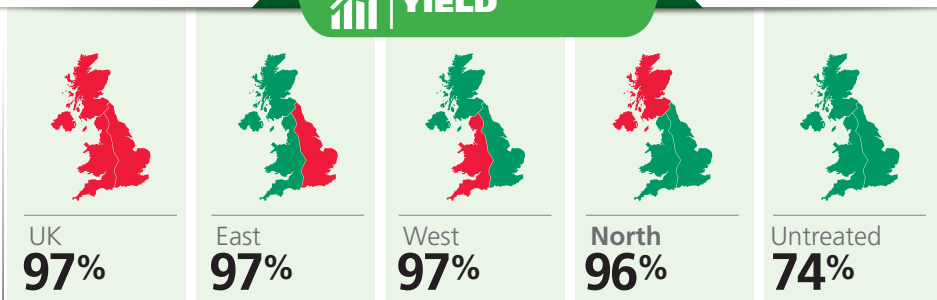 YIELD
UK
97%
East
97%
West
97%
North
96%
Untreated
74%